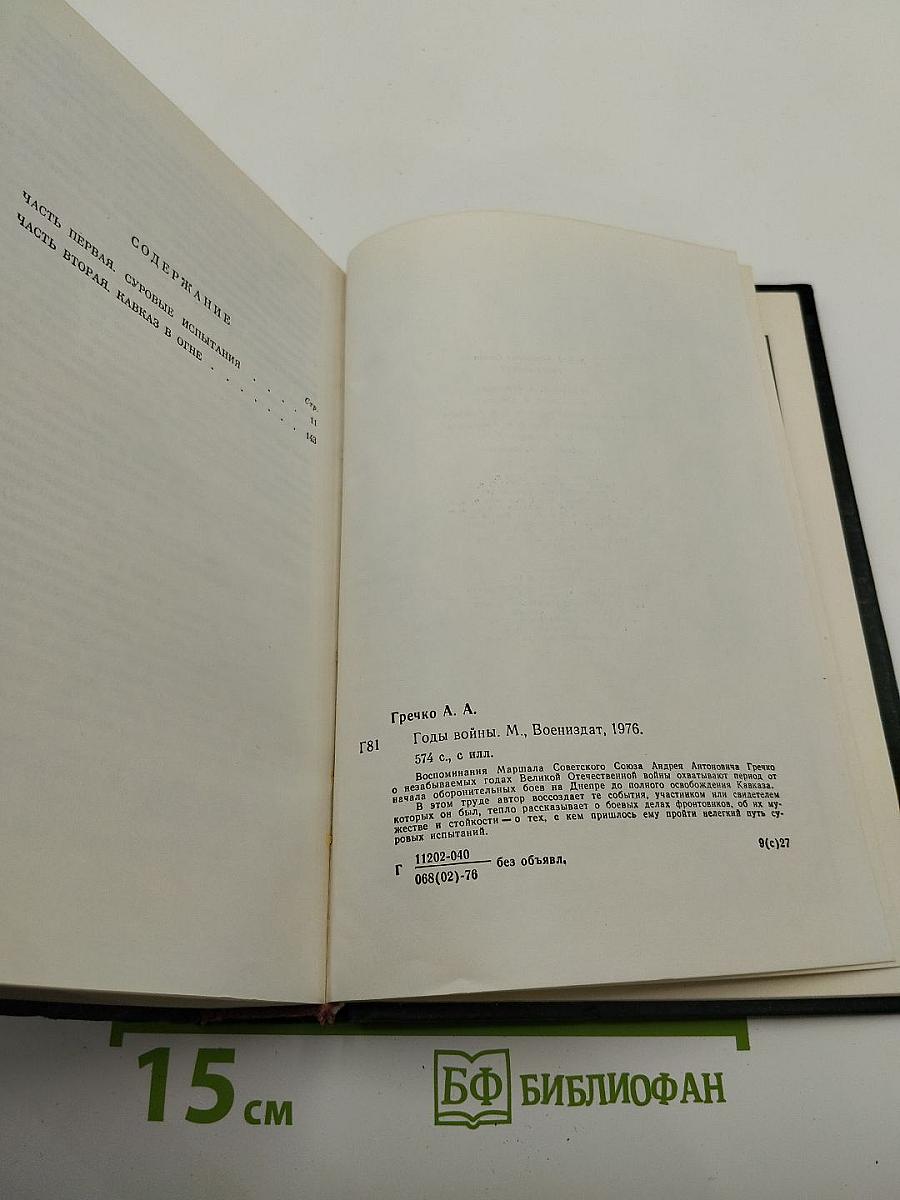 СОДЕРЖАНИЕ
Стр.
ЧАСТЬ ПЕРВАЯ. СУРОВЫЕ ИСПЫТАНИЯ . . . . 11
ЧАСТЬ ВТОРАЯ. КАВКАЗ В ОГНЕ . . . . . . 143
Гречко А. А.
Г81 Годы войны. М., Воениздат, 1976.
574 с., с илл.
Воспоминания Маршала Советского Союза Андрея Антоновича Гречко
о незабываемых годах Великой Отечественной войны охватывают период от
начала оборонительных боев на Днепре до полного освобождения Кавказа.
В этом труде автор воссоздает те события, участником или свидетелем
которых он был, тепло рассказывает о боевых делах фронтовиков, об их му-
жестве и стойкости — о тех, с кем пришлось ему пройти нелегкий путь су-
ровых испытаний.
Г 11202-040
068(02)-76 без объявл.
9(с)27
15 см
БФ БИБЛИОФАН